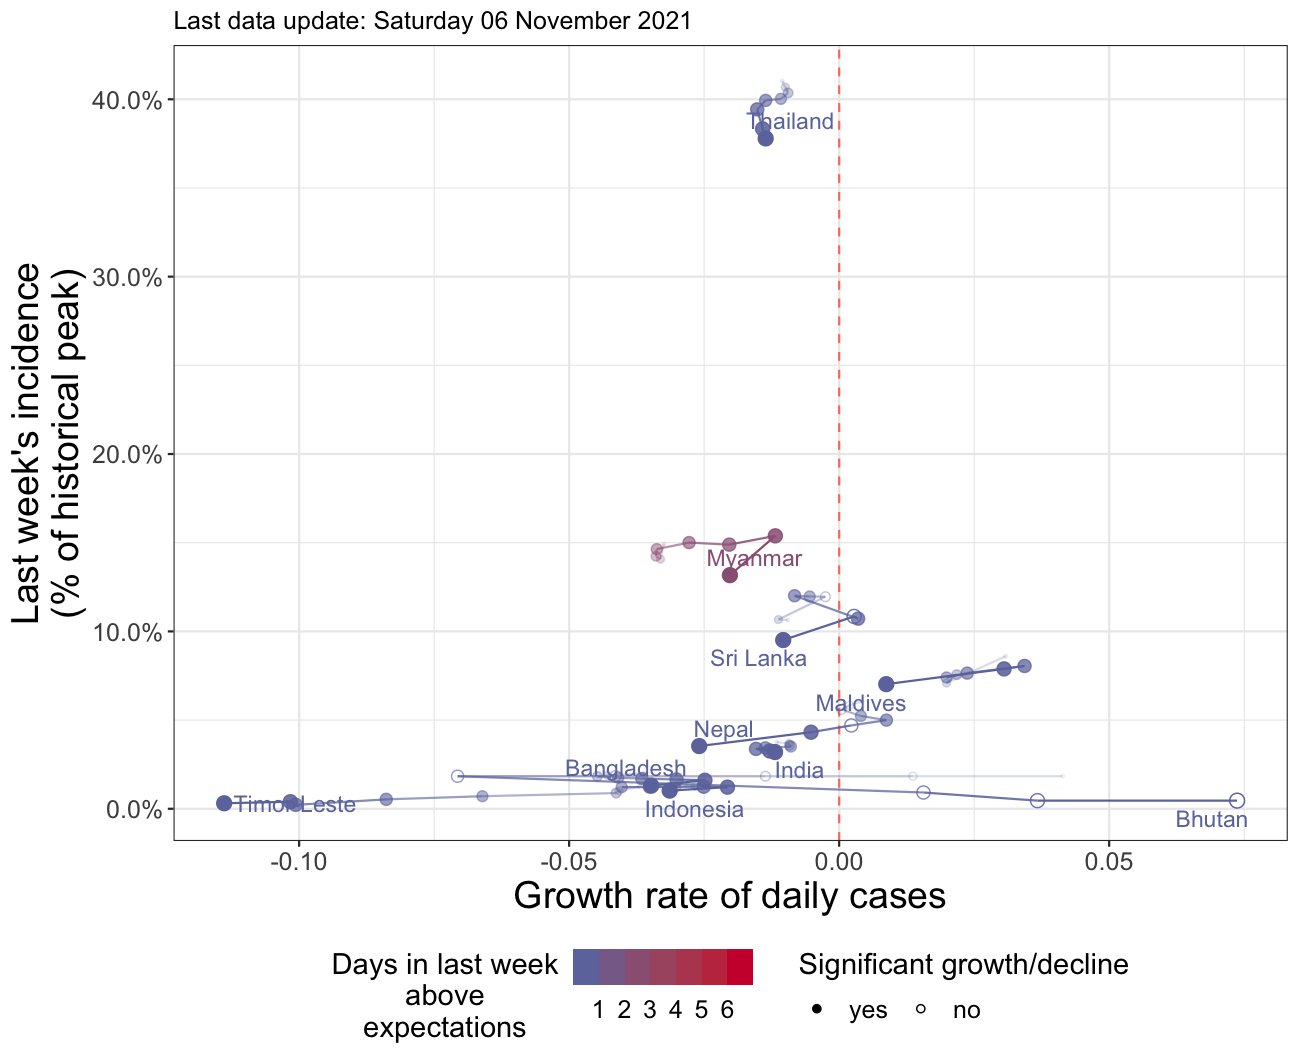 Last data update: Saturday 06 November 2021
Last week's incidence
(% of historical peak)
40.0%
30.0%
20.0%
10.0%
0.0%
Thailand
Myanmar
Sri Lanka
Maldives
Nepal
India
Bangladesh
Timor-Leste
Indonesia
Bhutan
-0.10
-0.05
0.00
0.05
Growth rate of daily cases
Days in last week
above
expectations
1 2 3 4 5 6
Significant growth/decline
yes
no